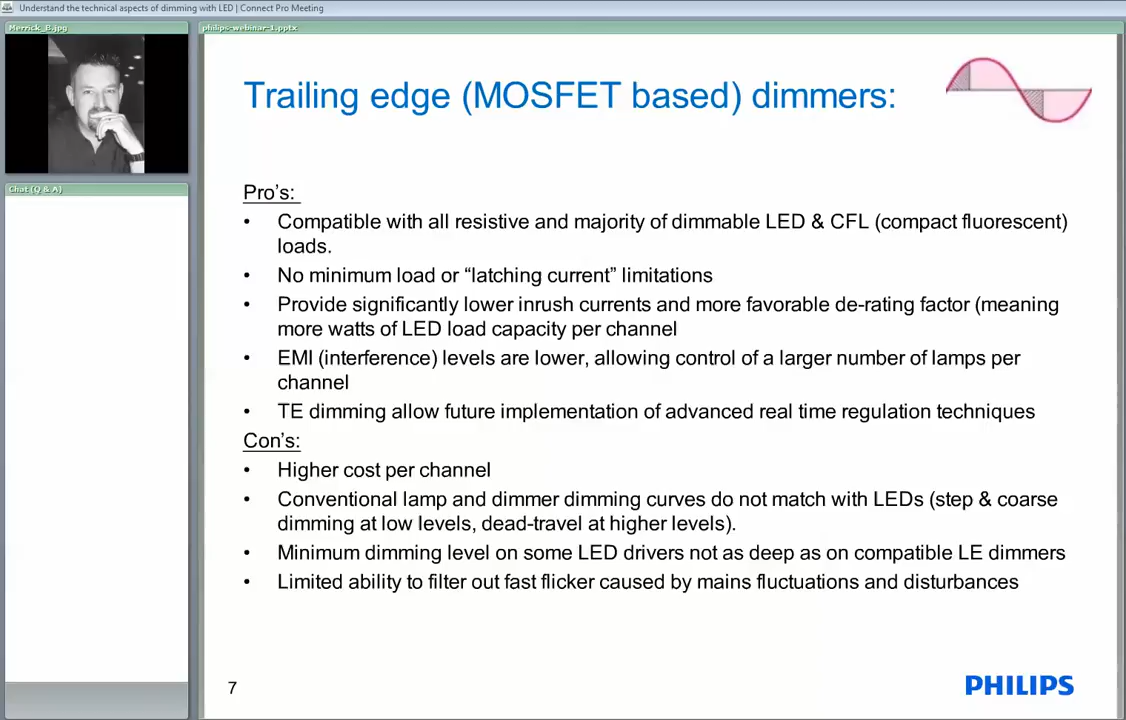 Understand the technical aspects of dimming with LED | Connect Pro Meeting
Merrick_B.jpg
philips-webinar-1.pptx
Trailing edge (MOSFET based) dimmers:
Chat (Q & A)
Pro's:
• Compatible with all resistive and majority of dimmable LED & CFL (compact fluorescent)
loads.
• No minimum load or “latching current” limitations
• Provide significantly lower inrush currents and more favorable de-rating factor (meaning
more watts of LED load capacity per channel
• EMI (interference) levels are lower, allowing control of a larger number of lamps per
channel
• TE dimming allow future implementation of advanced real time regulation techniques
Con's:
• Higher cost per channel
• Conventional lamp and dimmer dimming curves do not match with LEDs (step & coarse
dimming at low levels, dead-travel at higher levels).
• Minimum dimming level on some LED drivers not as deep as on compatible LE dimmers
• Limited ability to filter out fast flicker caused by mains fluctuations and disturbances
7
PHILIPS